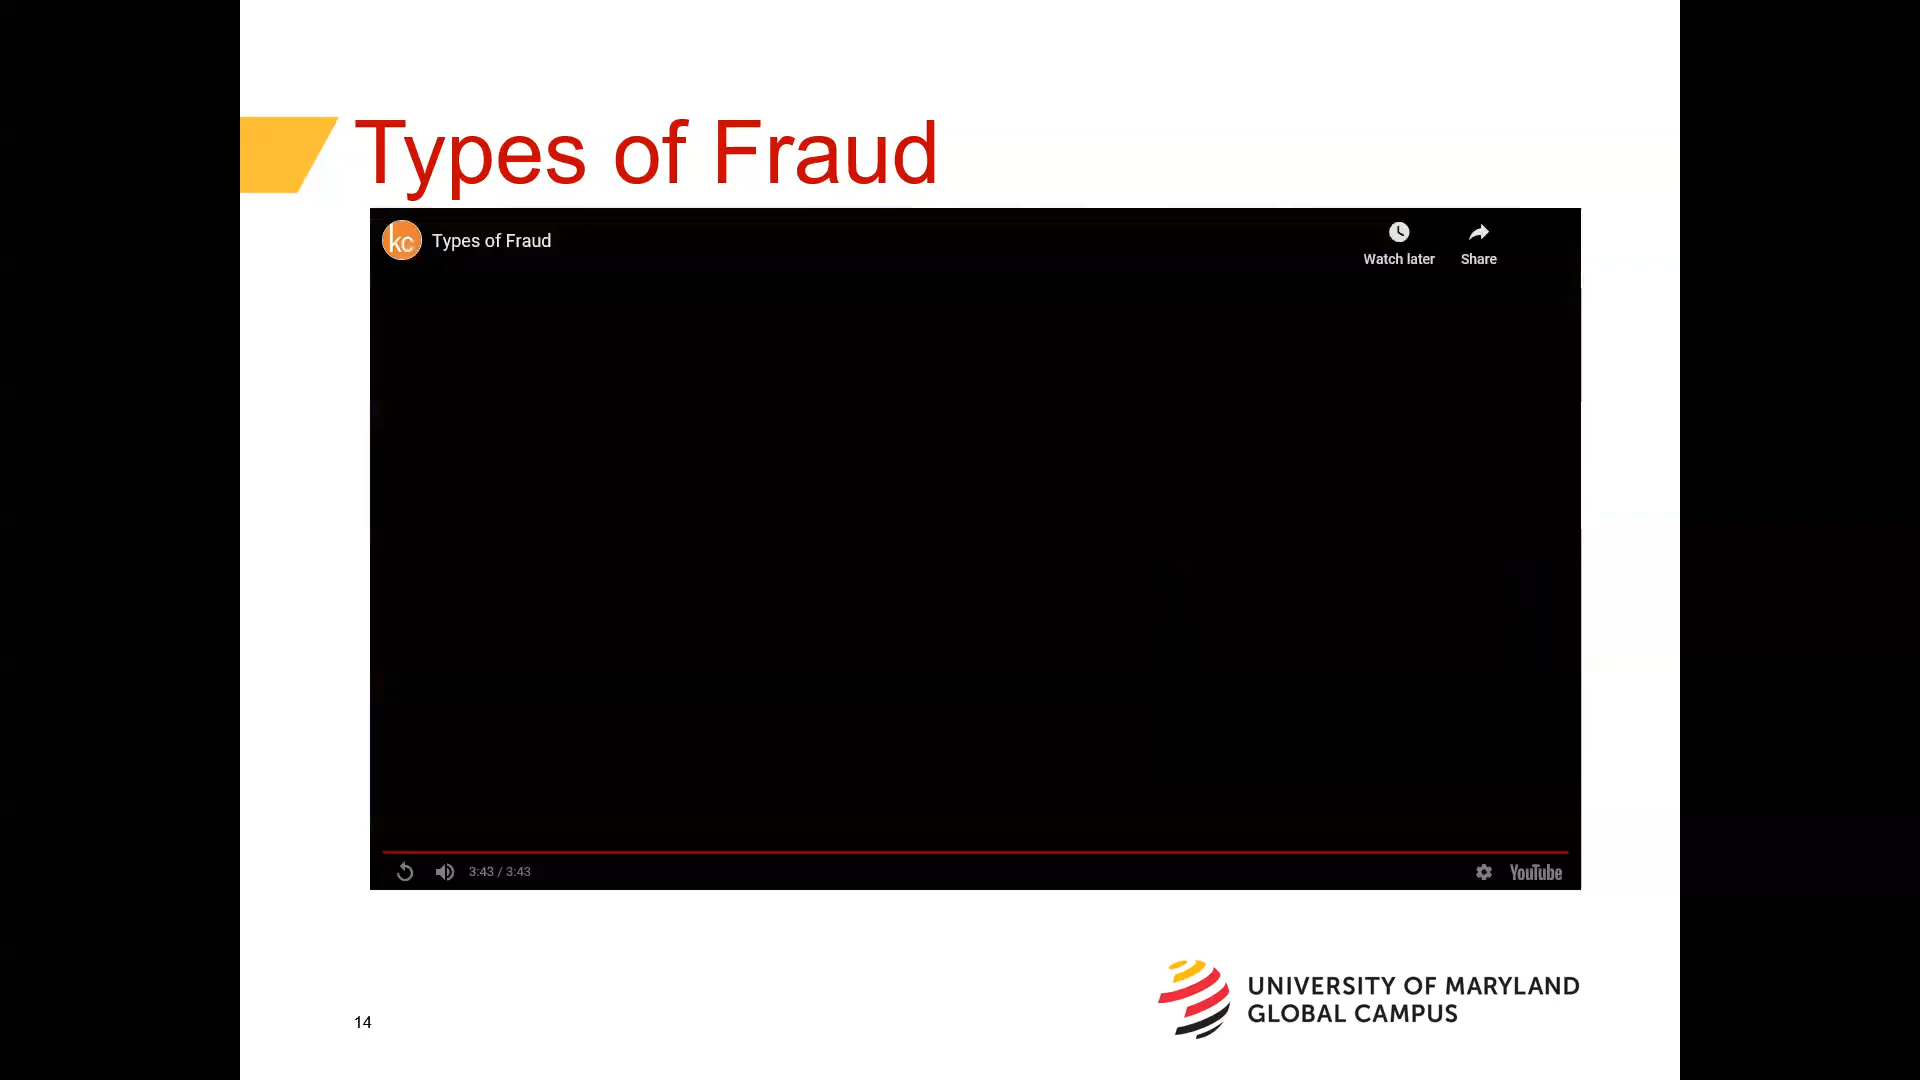 Types of Fraud
kc
Types of Fraud
Watch later
Share
3:43 / 3:43
YouTube
UNIVERSITY OF MARYLAND
GLOBAL CAMPUS
14